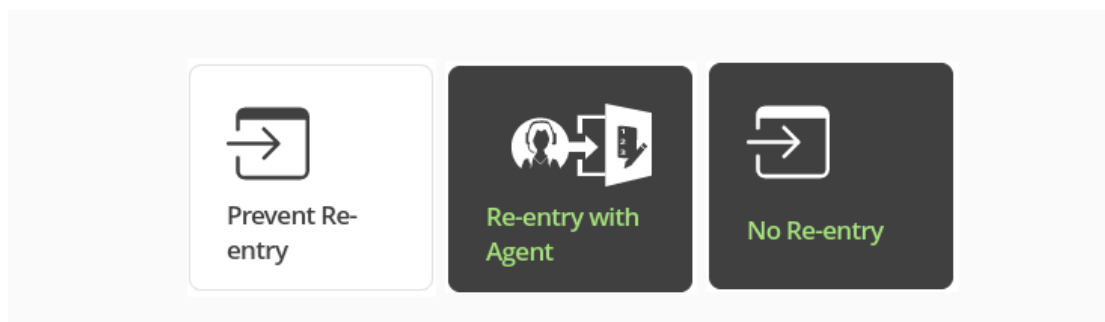 Prevent Re-
entry
Re-entry with
Agent
No Re-entry